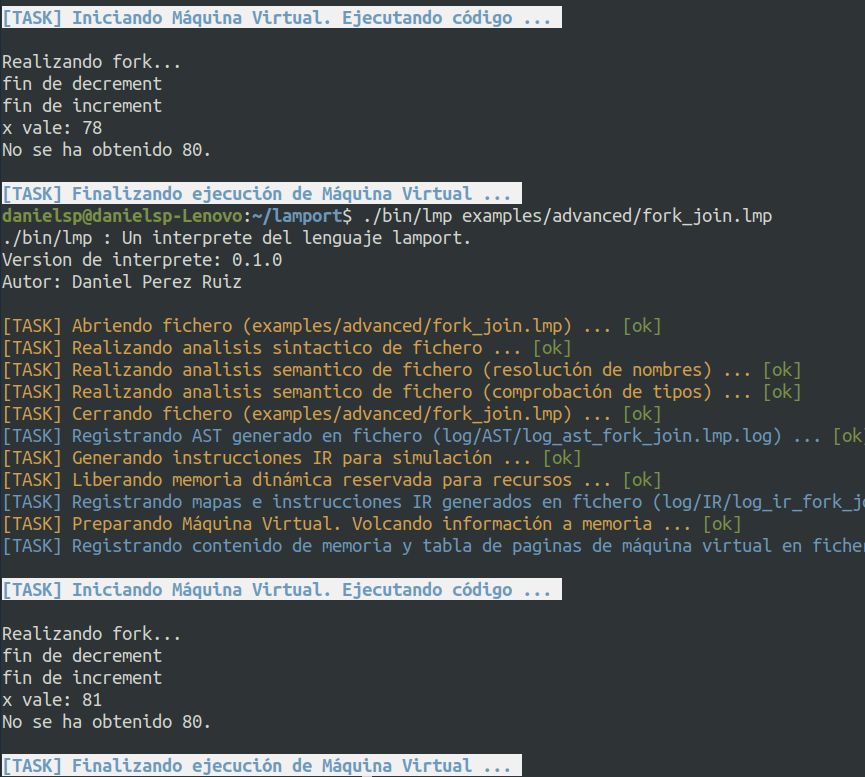 [TASK] Iniciando Máquina Virtual. Ejecutando código ...
Realizando fork...
fin de decrement
fin de increment
x vale: 78
No se ha obtenido 80.
[TASK] Finalizando ejecución de Máquina Virtual ...
danielsp@danielsp-Lenovo:~/lamport$ ./bin/lmp examples/advanced/fork_join.lmp
./bin/lmp : Un interprete del lenguaje lamport.
Version de interprete: 0.1.0
Autor: Daniel Perez Ruiz
[TASK] Abriendo fichero (examples/advanced/fork_join.lmp) ... [ok]
[TASK] Realizando analisis sintactico de fichero ... [ok]
[TASK] Realizando analisis semantico de fichero (resolución de nombres) ... [ok]
[TASK] Realizando analisis semantico de fichero (comprobación de tipos) ... [ok]
[TASK] Cerrando fichero (examples/advanced/fork_join.lmp) ... [ok]
[TASK] Registrando AST generado en fichero (log/AST/log_ast_fork_join.lmp.log) ... [ok
[TASK] Generando instrucciones IR para simulación ... [ok]
[TASK] Liberando memoria dinámica reservada para recursos ... [ok]
[TASK] Registrando mapas e instrucciones IR generados en fichero (log/IR/log_ir_fork_jo
[TASK] Preparando Máquina Virtual. Volcando información a memoria ... [ok]
[TASK] Registrando contenido de memoria y tabla de paginas de máquina virtual en ficher
[TASK] Iniciando Máquina Virtual. Ejecutando código ...
Realizando fork...
fin de decrement
fin de increment
x vale: 81
No se ha obtenido 80.
[TASK] Finalizando ejecución de Máquina Virtual ...